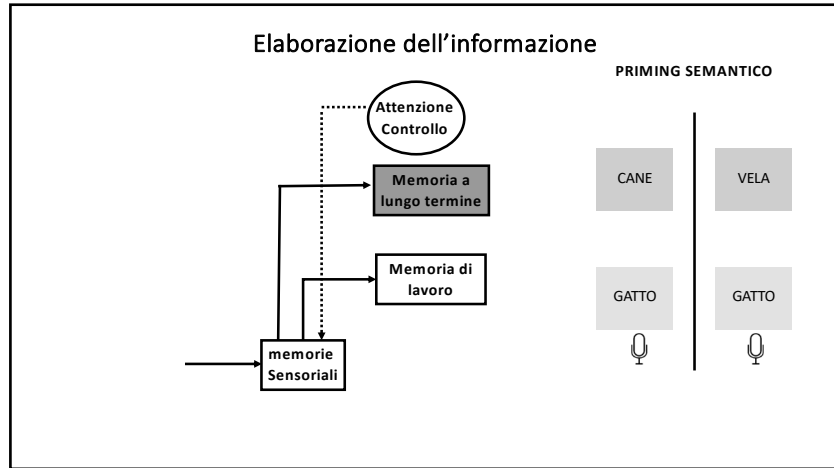 Elaborazione dell'informazione
PRIMING SEMANTICO
Attenzione
Controllo
Memoria a
lungo termine
Memoria di
lavoro
memorie
Sensoriali
CANE
VELA
GATTO
GATTO